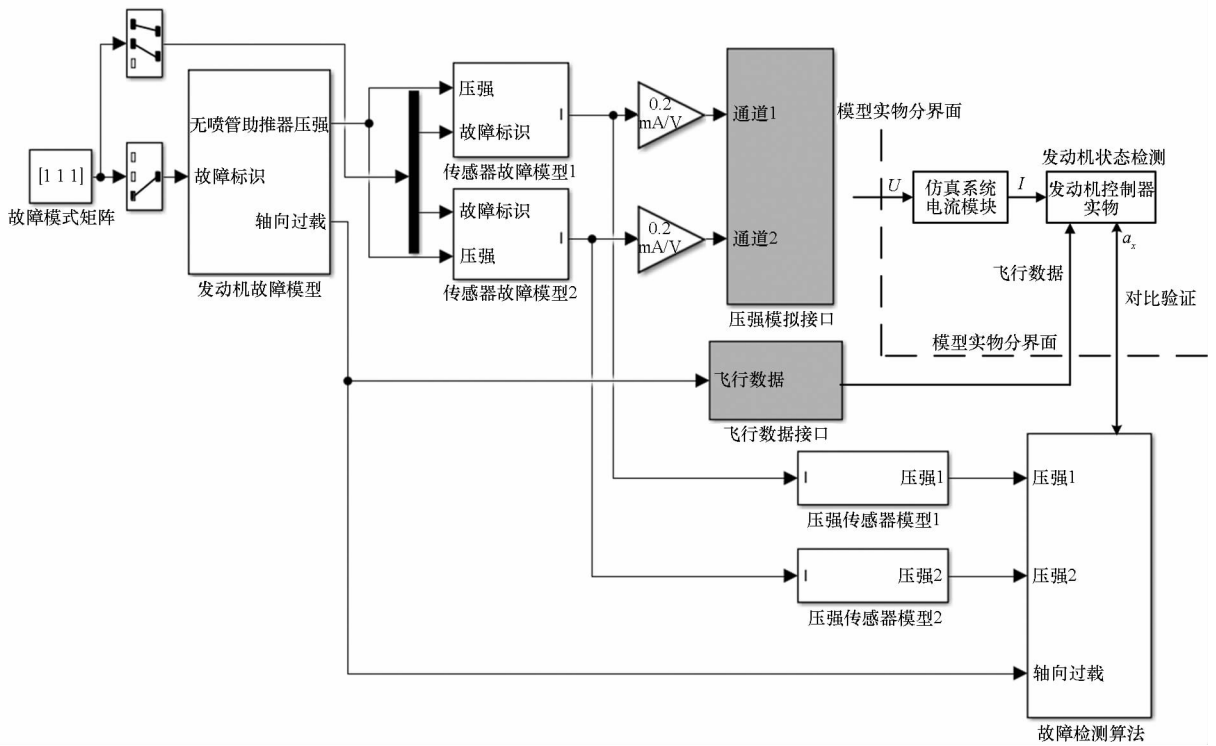 [1 1 1]
故障模式矩阵
无喷管助推器压强
故障标识
轴向过载
发动机故障模型
压强
故障标识
I
传感器故障模型1
故障标识
压强
I
传感器故障模型2
0.2
mA/V
0.2
mA/V
通道1
通道2
压强模拟接口
模型实物分界面
U
仿真系统
电流模块
I
发动机状态检测
发动机控制器
实物
aₓ
飞行数据
对比验证
模型实物分界面
飞行数据
飞行数据接口
I
压强1
压强传感器模型1
I
压强2
压强传感器模型2
压强1
压强2
轴向过载
故障检测算法